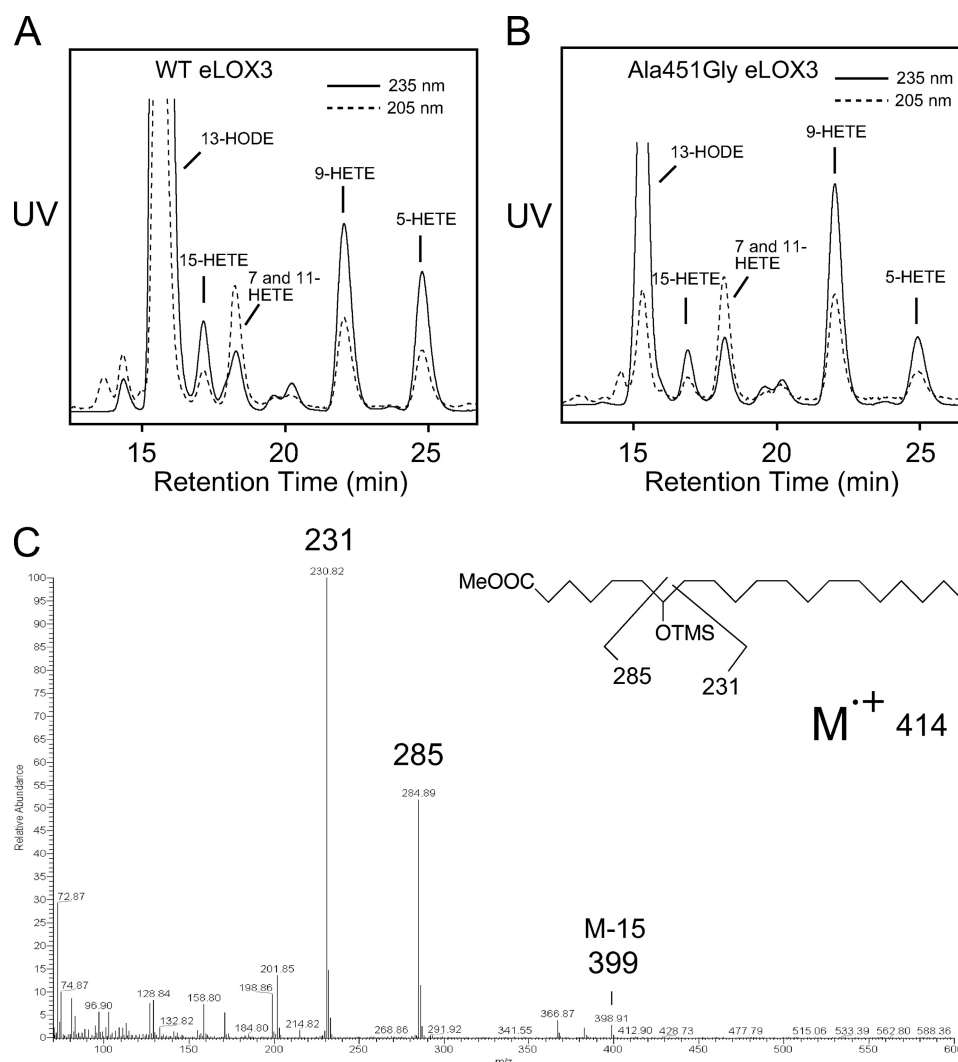 A
WT eLOX3
235 nm
205 nm
13-HODE
9-HETE
5-HETE
15-HETE
7 and 11-
HETE
UV
15
20
25
Retention Time (min)
B
Ala451Gly eLOX3
235 nm
205 nm
9-HETE
13-HODE
7 and 11-
HETE
15-HETE
5-HETE
UV
15
20
25
Retention Time (min)
C
231
230.82
MeOOC
OTMS
285
231
M·+ 414
285
284.89
M-15
399
398.91
Relative Abundance
100
95
90
85
80
75
70
65
60
55
50
45
40
35
30
25
20
15
10
5
0
72.87
74.87
96.90
128.84
132.82
158.80
184.80
198.86
201.85
214.82
268.86
291.92
341.55
366.87
412.90
428.73
477.79
515.06
533.39
562.80
588.36
100
150
200
250
300
350
400
450
500
550
600
m/z